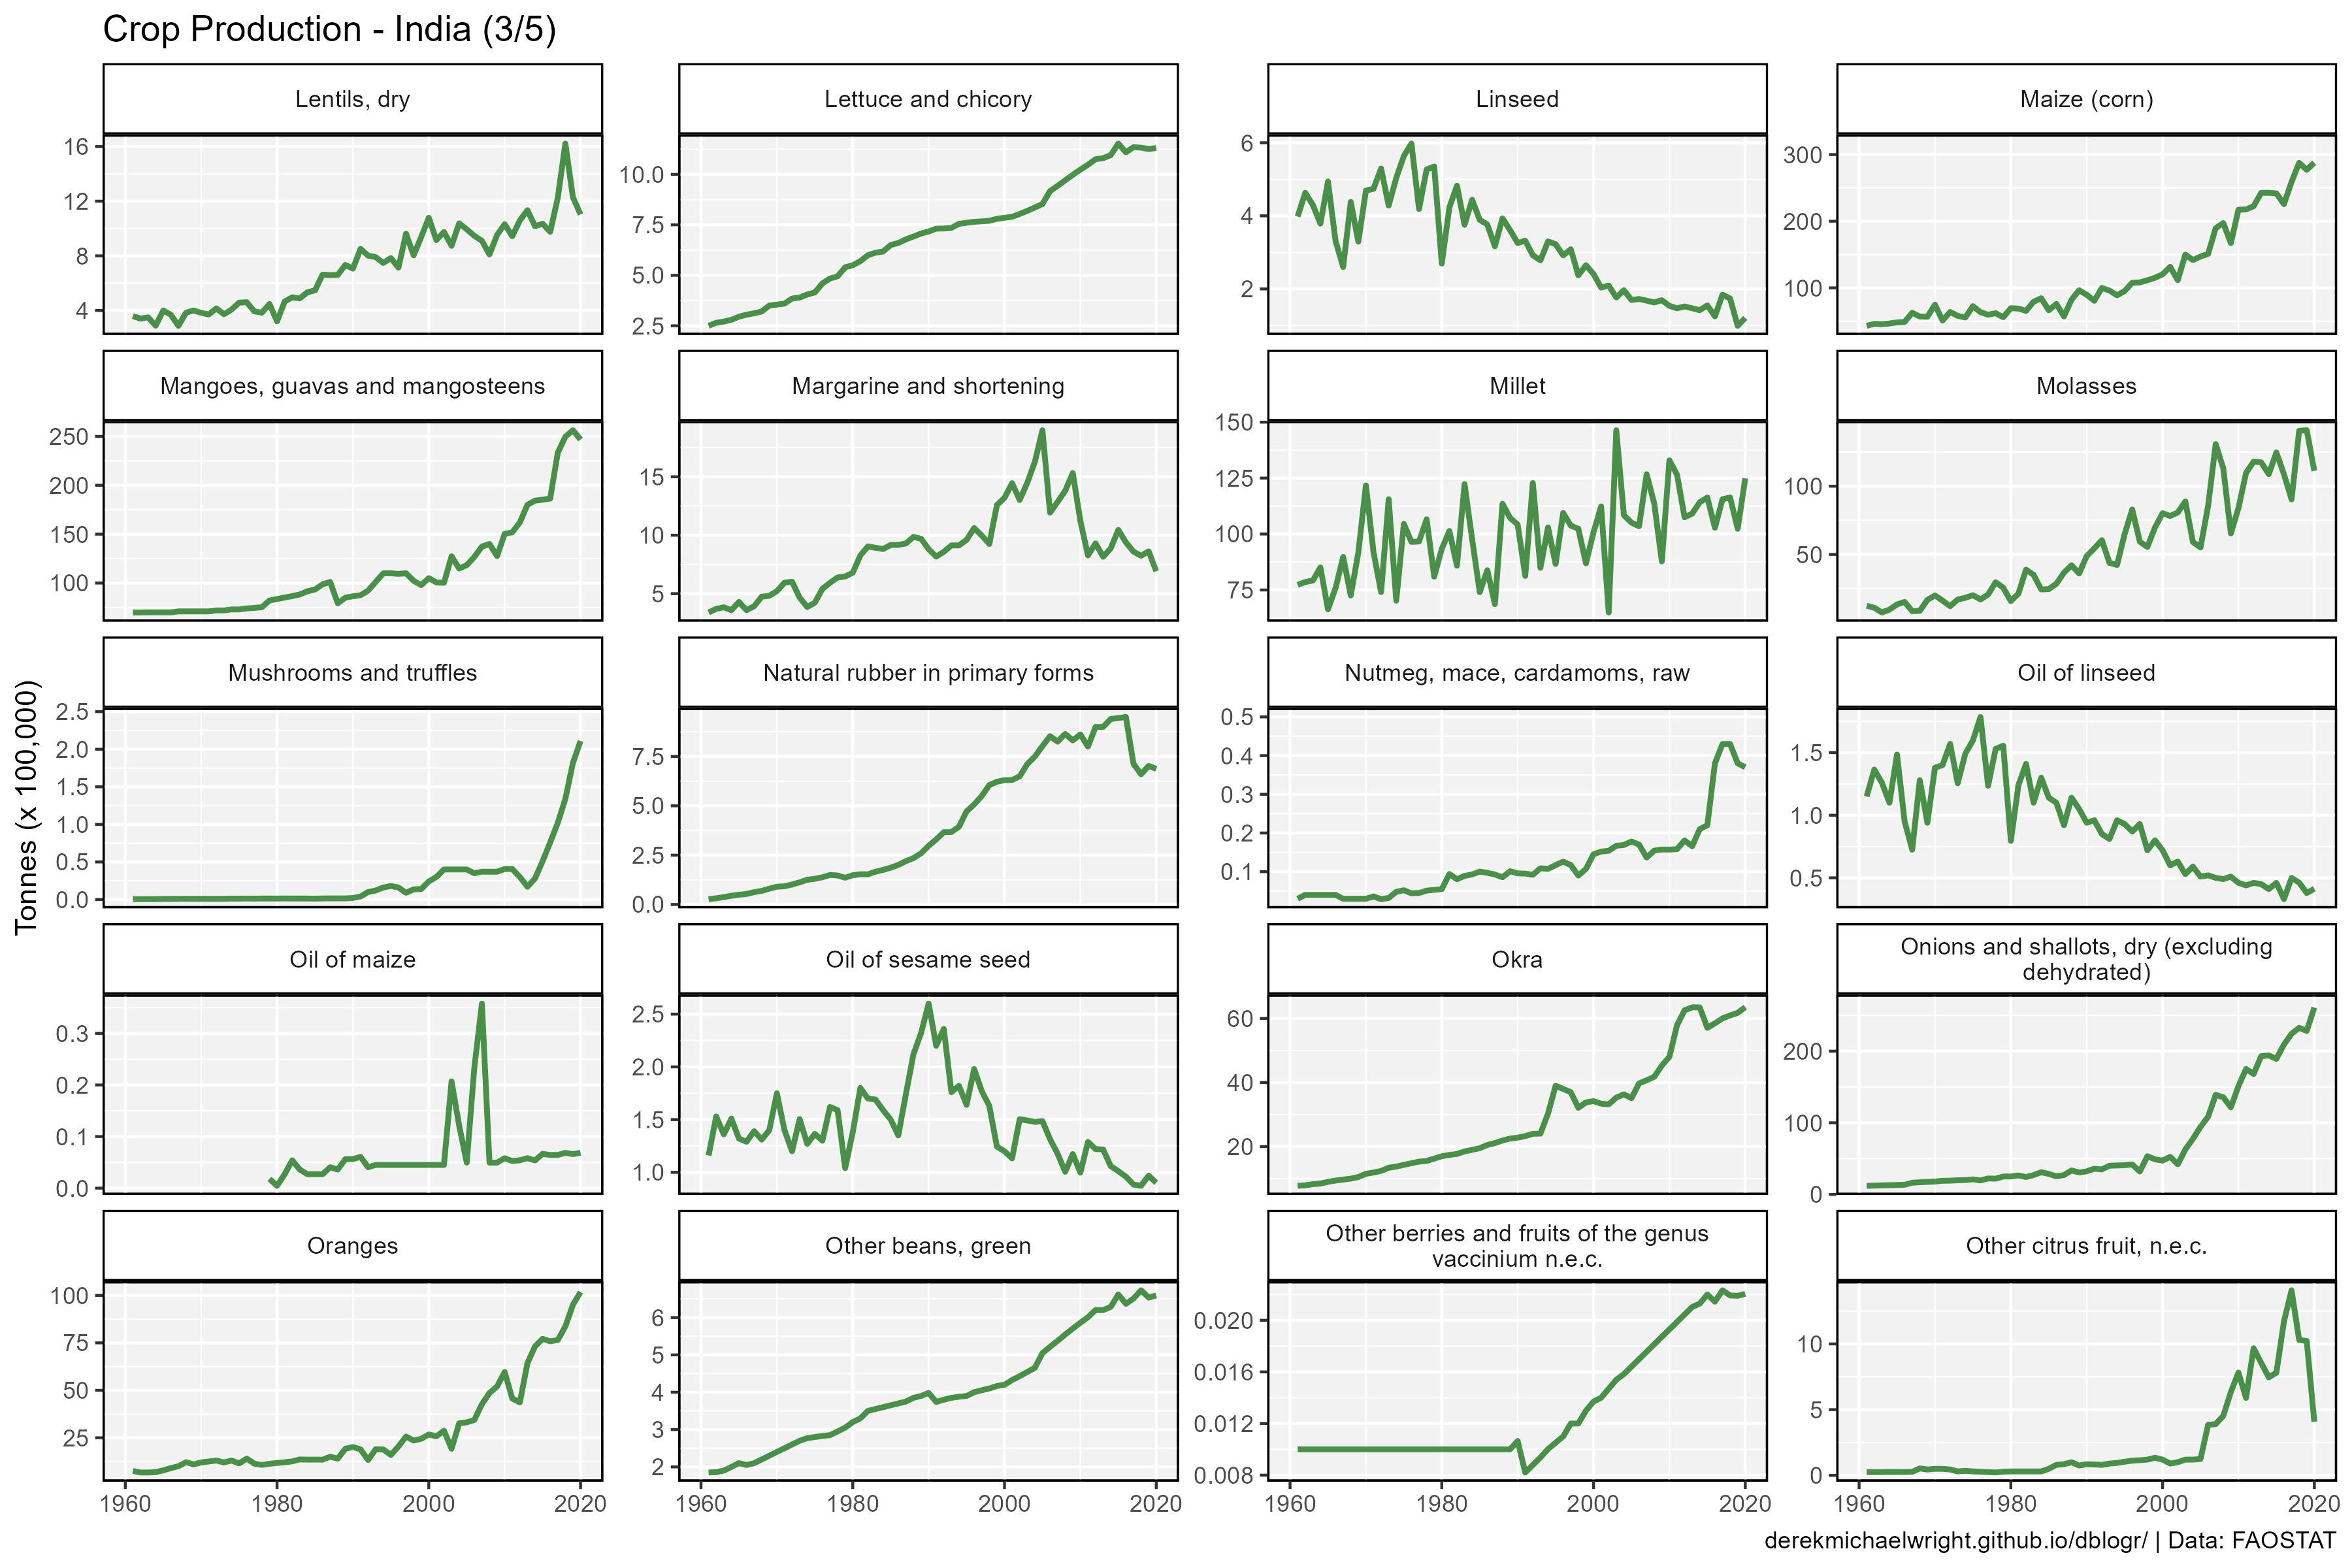 Crop Production - India (3/5)
Tonnes (x 100,000)
Lentils, dry
16
12
8
4
Lettuce and chicory
10.0
7.5
5.0
2.5
Linseed
6
4
2
Maize (corn)
300
200
100
Mangoes, guavas and mangosteens
250
200
150
100
Margarine and shortening
15
10
5
Millet
150
125
100
75
Molasses
100
50
Mushrooms and truffles
2.5
2.0
1.5
1.0
0.5
0.0
Natural rubber in primary forms
7.5
5.0
2.5
0.0
Nutmeg, mace, cardamoms, raw
0.5
0.4
0.3
0.2
0.1
Oil of linseed
1.5
1.0
0.5
Oil of maize
0.3
0.2
0.1
0.0
Oil of sesame seed
2.5
2.0
1.5
1.0
Okra
60
40
20
Onions and shallots, dry (excluding
dehydrated)
200
100
0
Oranges
100
75
50
25
1960 1980 2000 2020
Other beans, green
6
5
4
3
2
1960 1980 2000 2020
Other berries and fruits of the genus
vaccinium n.e.c.
0.020
0.016
0.012
0.008
1960 1980 2000 2020
Other citrus fruit, n.e.c.
10
5
0
1960 1980 2000 2020
derekmichaelwright.github.io/dblogr/ | Data: FAOSTAT